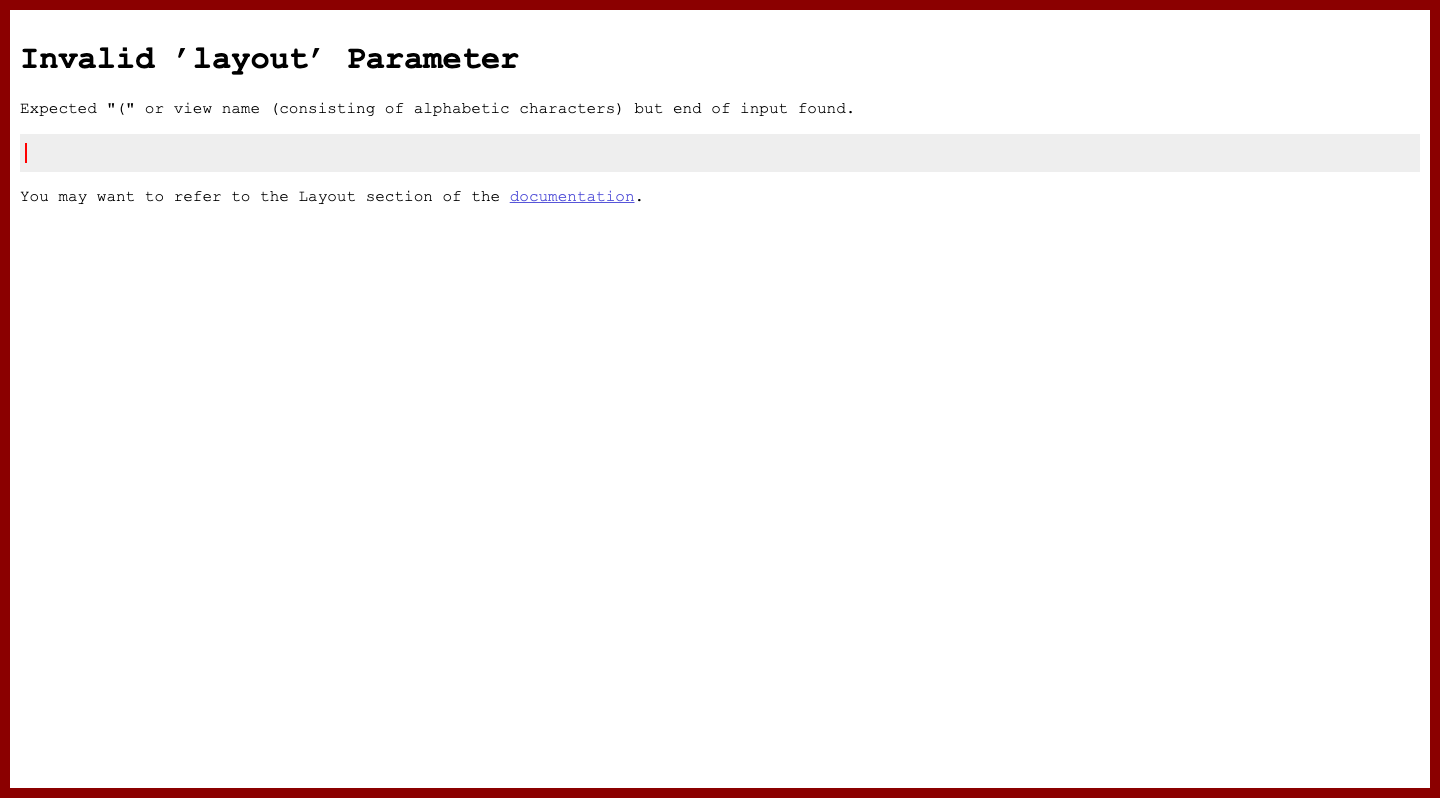 Invalid ’layout’ Parameter
Expected "(" or view name (consisting of alphabetic characters) but end of input found.
You may want to refer to the Layout section of the documentation.